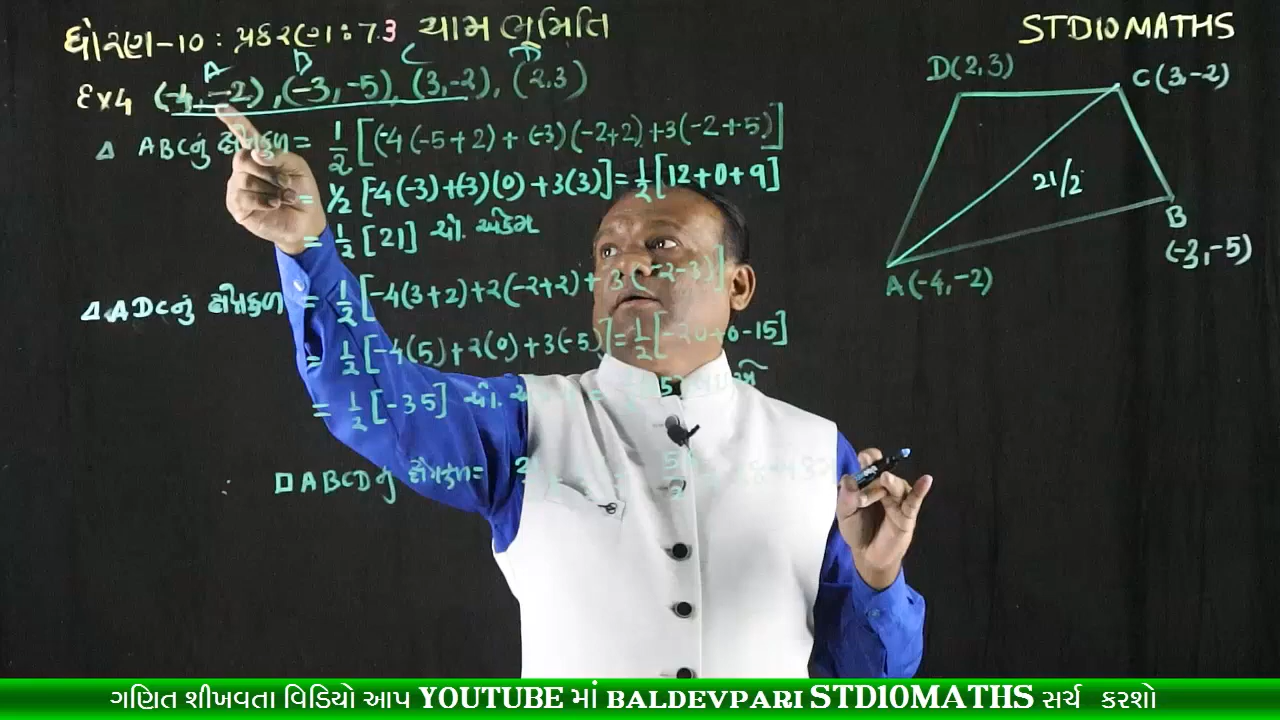 ધોરણ-10 : પ્રકરણ : 7.3 યામ ભૂમિતિ
STD10MATHS
A B C D
Ex4 (-4, -2), (-3, -5), (3, -2), (2,3)
△ ABCનું ક્ષેત્રફળ = 1/2 [(-4(-5+2) + (-3)(-2+2) + 3(-2+5)]
= 1/2 [-4(-3) + (-3)(0) + 3(3)] = 1/2 [12+0+9]
= 1/2 [21] ચો. એકમ
△ ADCનું ક્ષેત્રફળ = 1/2 [-4(3+2) + 2(-2+2) + 3(-2-3)]
= 1/2 [-4(5) + 2(0) + 3(-5)] = 1/2 [-20+0-15]
= 1/2 [-35] ચો.
□ ABCDનું ક્ષેત્રફળ =
D(2,3)
C(3,-2)
21/2
B
(-3,-5)
A(-4,-2)
ગણિત શીખવતા વિડિયો આપ YOUTUBE માં BALDEVPARI STD10MATHS સર્ચ કરશો